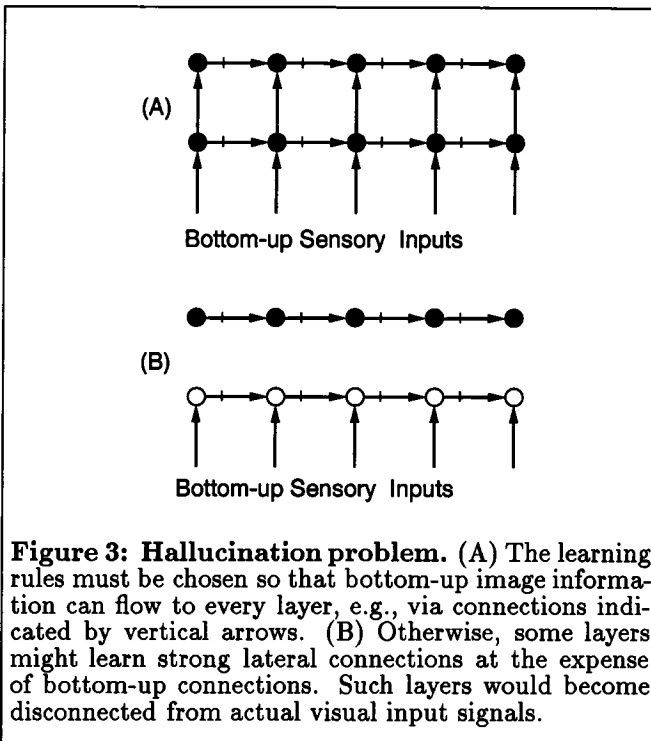 (A)
Bottom-up Sensory Inputs
(B)
Bottom-up Sensory Inputs
Figure 3: Hallucination problem. (A) The learning
rules must be chosen so that bottom-up image informa-
tion can flow to every layer, e.g., via connections indi-
cated by vertical arrows. (B) Otherwise, some layers
might learn strong lateral connections at the expense
of bottom-up connections. Such layers would become
disconnected from actual visual input signals.